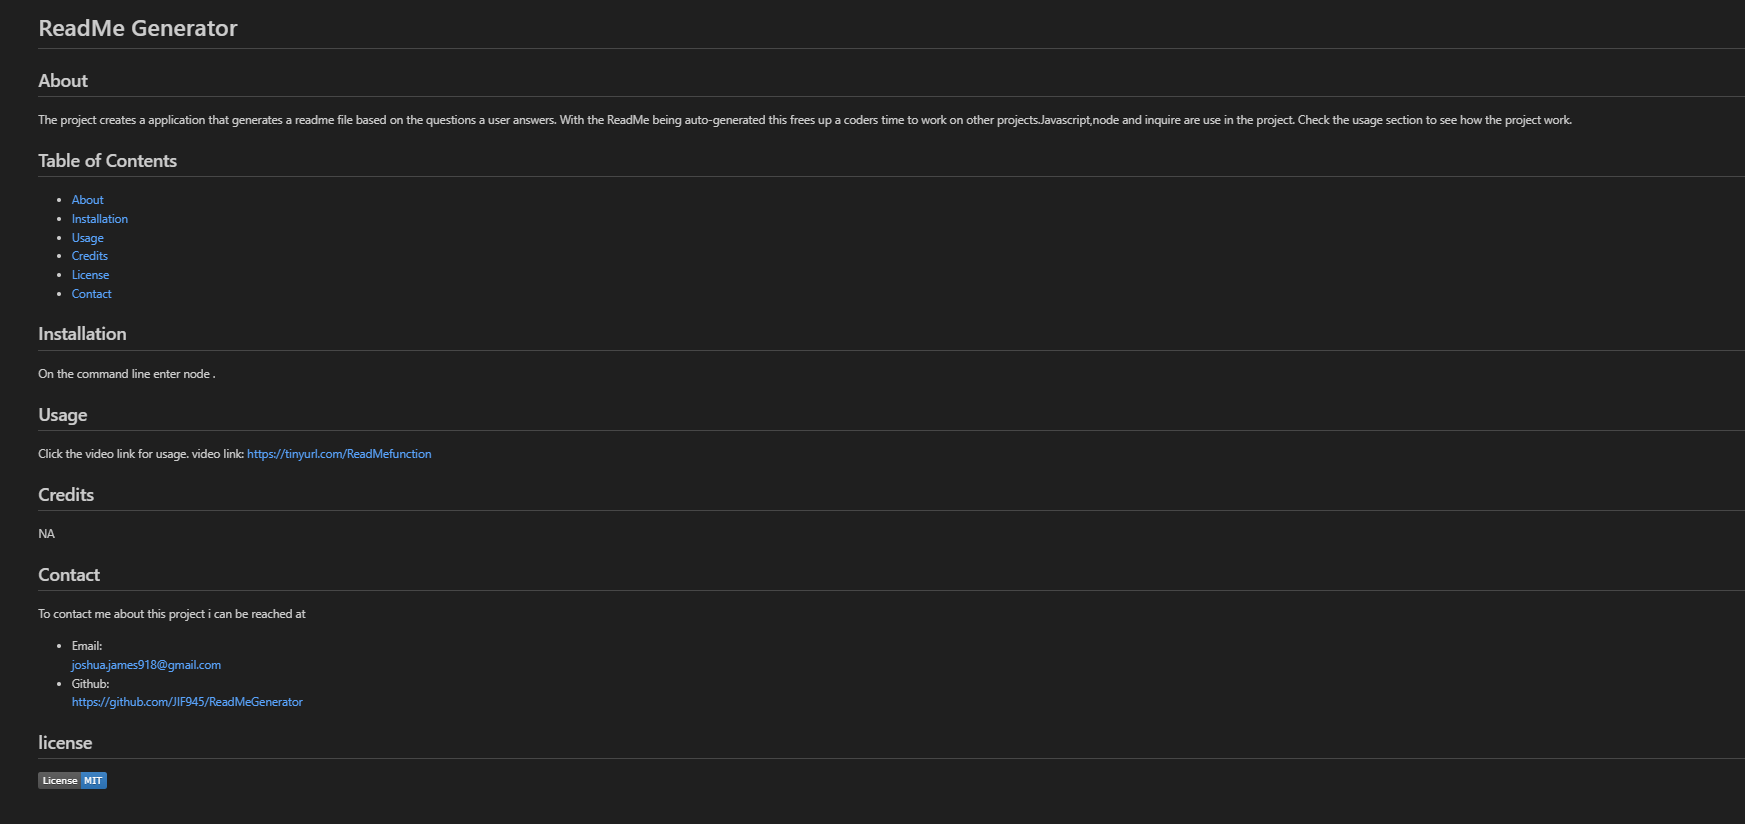 ReadMe Generator
About
The project creates a application that generates a readme file based on the questions a user answers. With the ReadMe being auto-generated this frees up a coders time to work on other projects.Javascript,node and inquire are use in the project. Check the usage section to see how the project work.
Table of Contents
About
Installation
Usage
Credits
License
Contact
Installation
On the command line enter node .
Usage
Click the video link for usage. video link: https://tinyurl.com/ReadMefunction
Credits
NA
Contact
To contact me about this project i can be reached at
Email:
joshua.james918@gmail.com
Github:
https://github.com/JIF945/ReadMeGenerator
license
License MIT